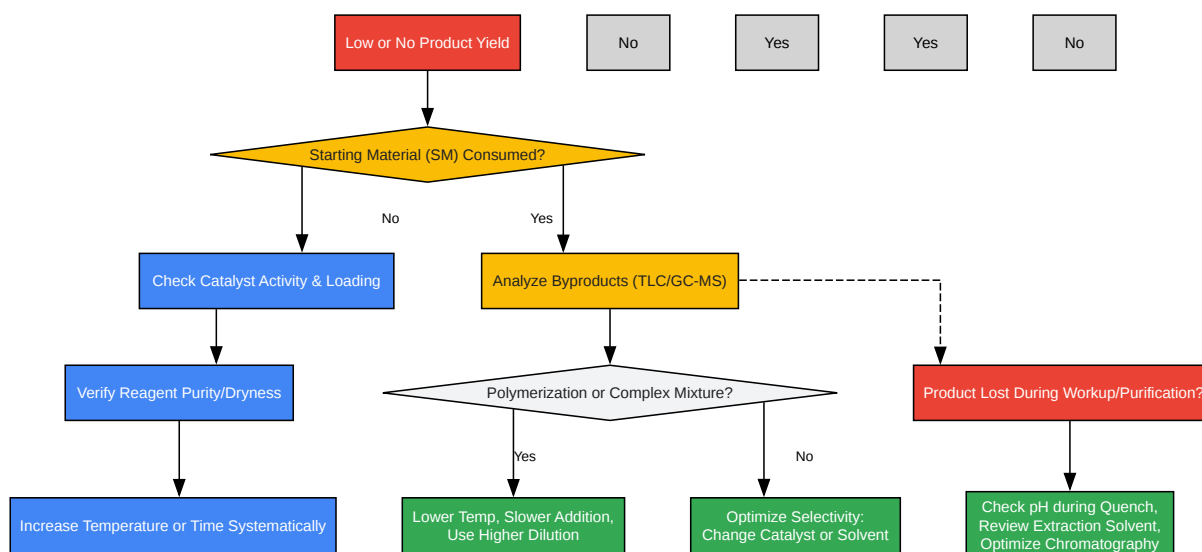 Low or No Product Yield
No
Yes
Yes
No
Starting Material (SM) Consumed?
No
Yes
Check Catalyst Activity & Loading
Analyze Byproducts (TLC/GC-MS)
Verify Reagent Purity/Dryness
Polymerization or Complex Mixture?
Product Lost During Workup/Purification?
Yes
No
Increase Temperature or Time Systematically
Lower Temp, Slower Addition,
Use Higher Dilution
Optimize Selectivity:
Change Catalyst or Solvent
Check pH during Quench,
Review Extraction Solvent,
Optimize Chromatography